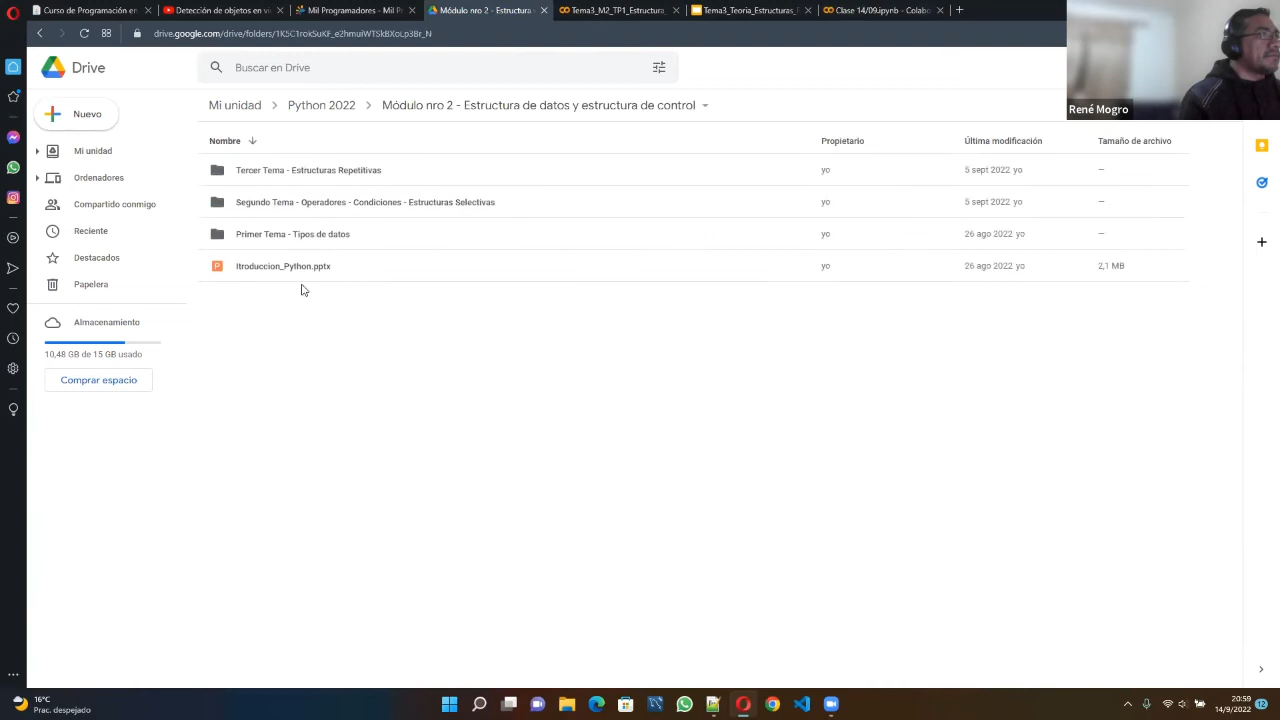 Curso de Programación en
Detección de objetos en vi
Mil Programadores – Mil P
Módulo nro 2 - Estructura
Tema3_M2_TP1_Estructura
Tema3_Teoría_Estructuras_
Clase 14/09.ipynb - Colabo
drive.google.com/drive/folders/1K5C1rokSuKF_e2hmuiWTSkBXoLp3Br_N
Drive
Buscar en Drive
René Mogro
Nuevo
Mi unidad
Python 2022
Módulo nro 2 - Estructura de datos y estructura de control
Nombre
Propietario
Última modificación
Tamaño de archivo
Mi unidad
Ordenadores
Compartido conmigo
Reciente
Destacados
Papelera
Almacenamiento
10,48 GB de 15 GB usado
Comprar espacio
Tercer Tema - Estructuras Repetitivas yo 5 sept 2022 yo —
Segundo Tema - Operadores - Condiciones - Estructuras Selectivas yo 5 sept 2022 yo —
Primer Tema - Tipos de datos yo 26 ago 2022 yo —
Itroduccion_Python.pptx yo 26 ago 2022 yo 2,1 MB
16°C
Prac. despejado
20:59
14/9/2022
12